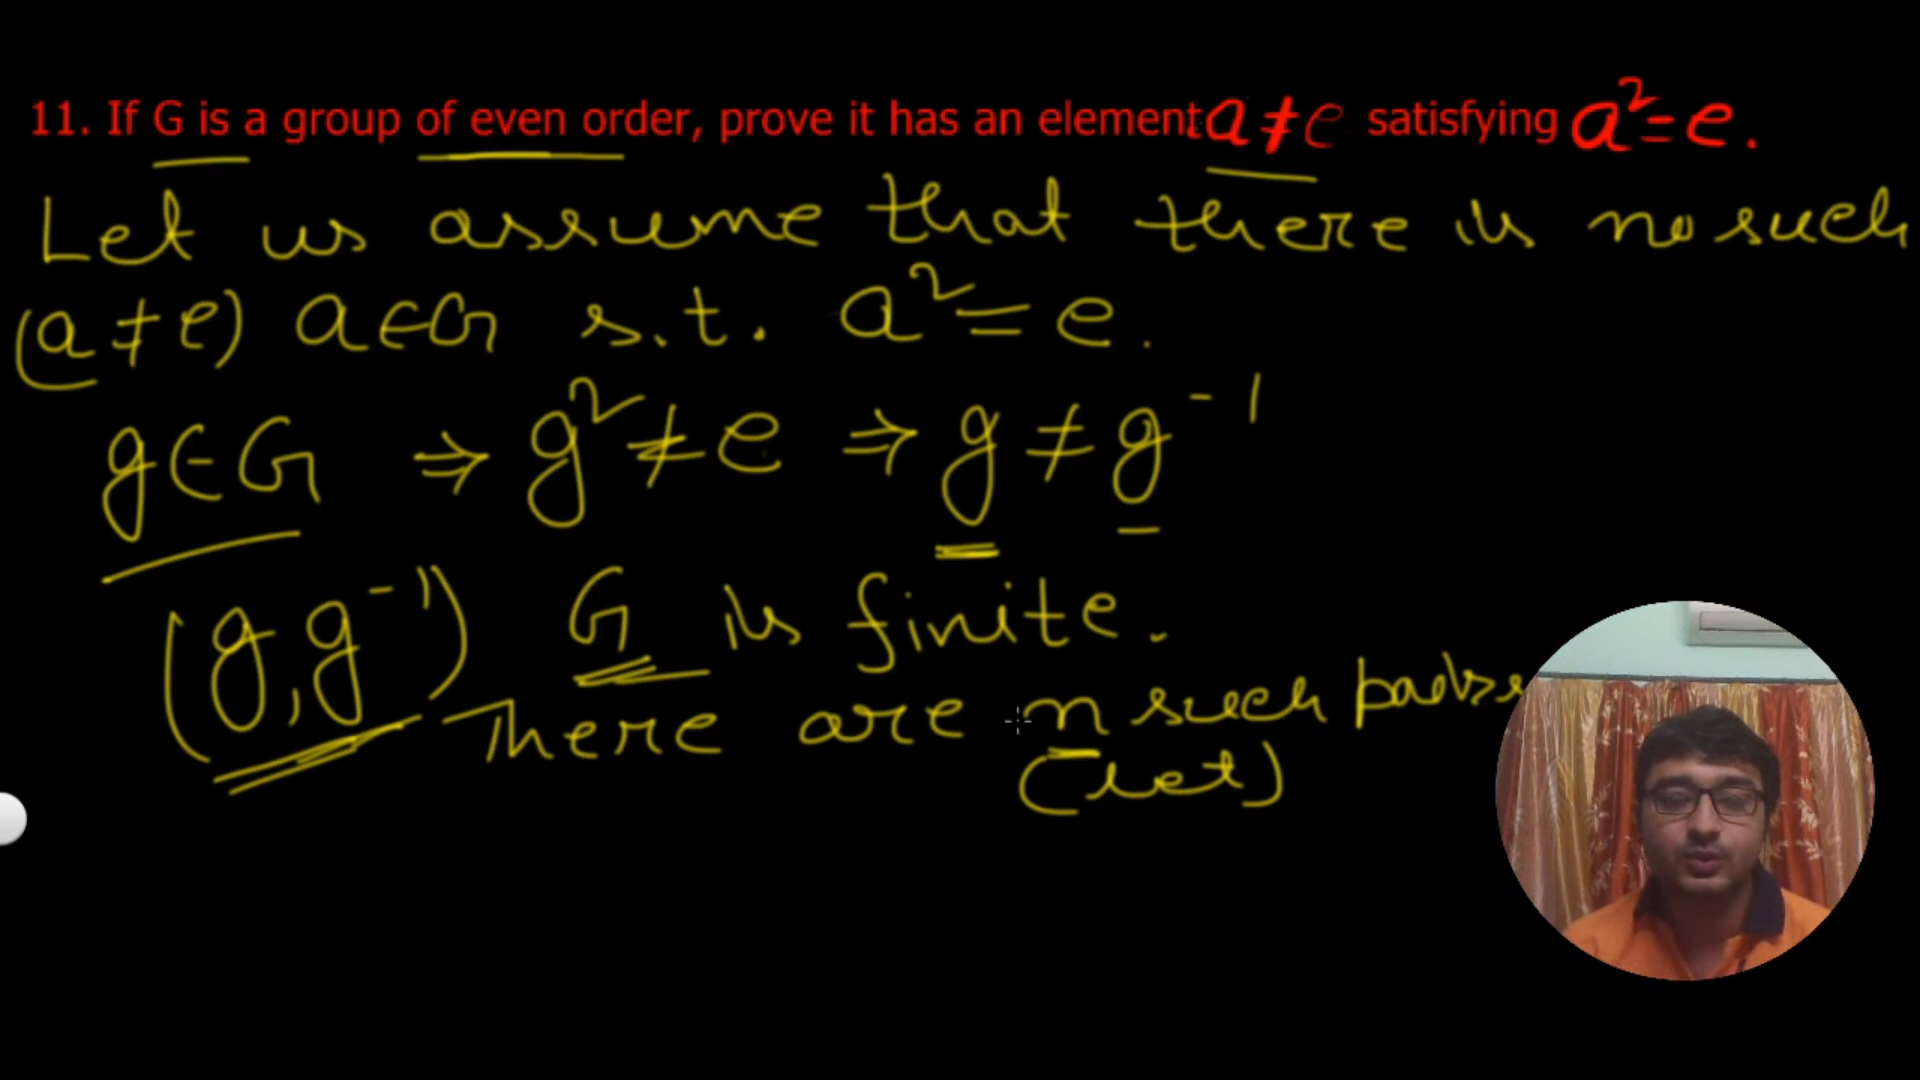 11. If G is a group of even order, prove it has an element a ≠ e satisfying a² = e.
Let us assume that there is no such
(a ≠ e) a ∈ G s.t. a² = e.
g ∈ G ⇒ g² ≠ e ⇒ g ≠ g⁻¹
(g, g⁻¹) G is finite.
There are n such pairs
(let)